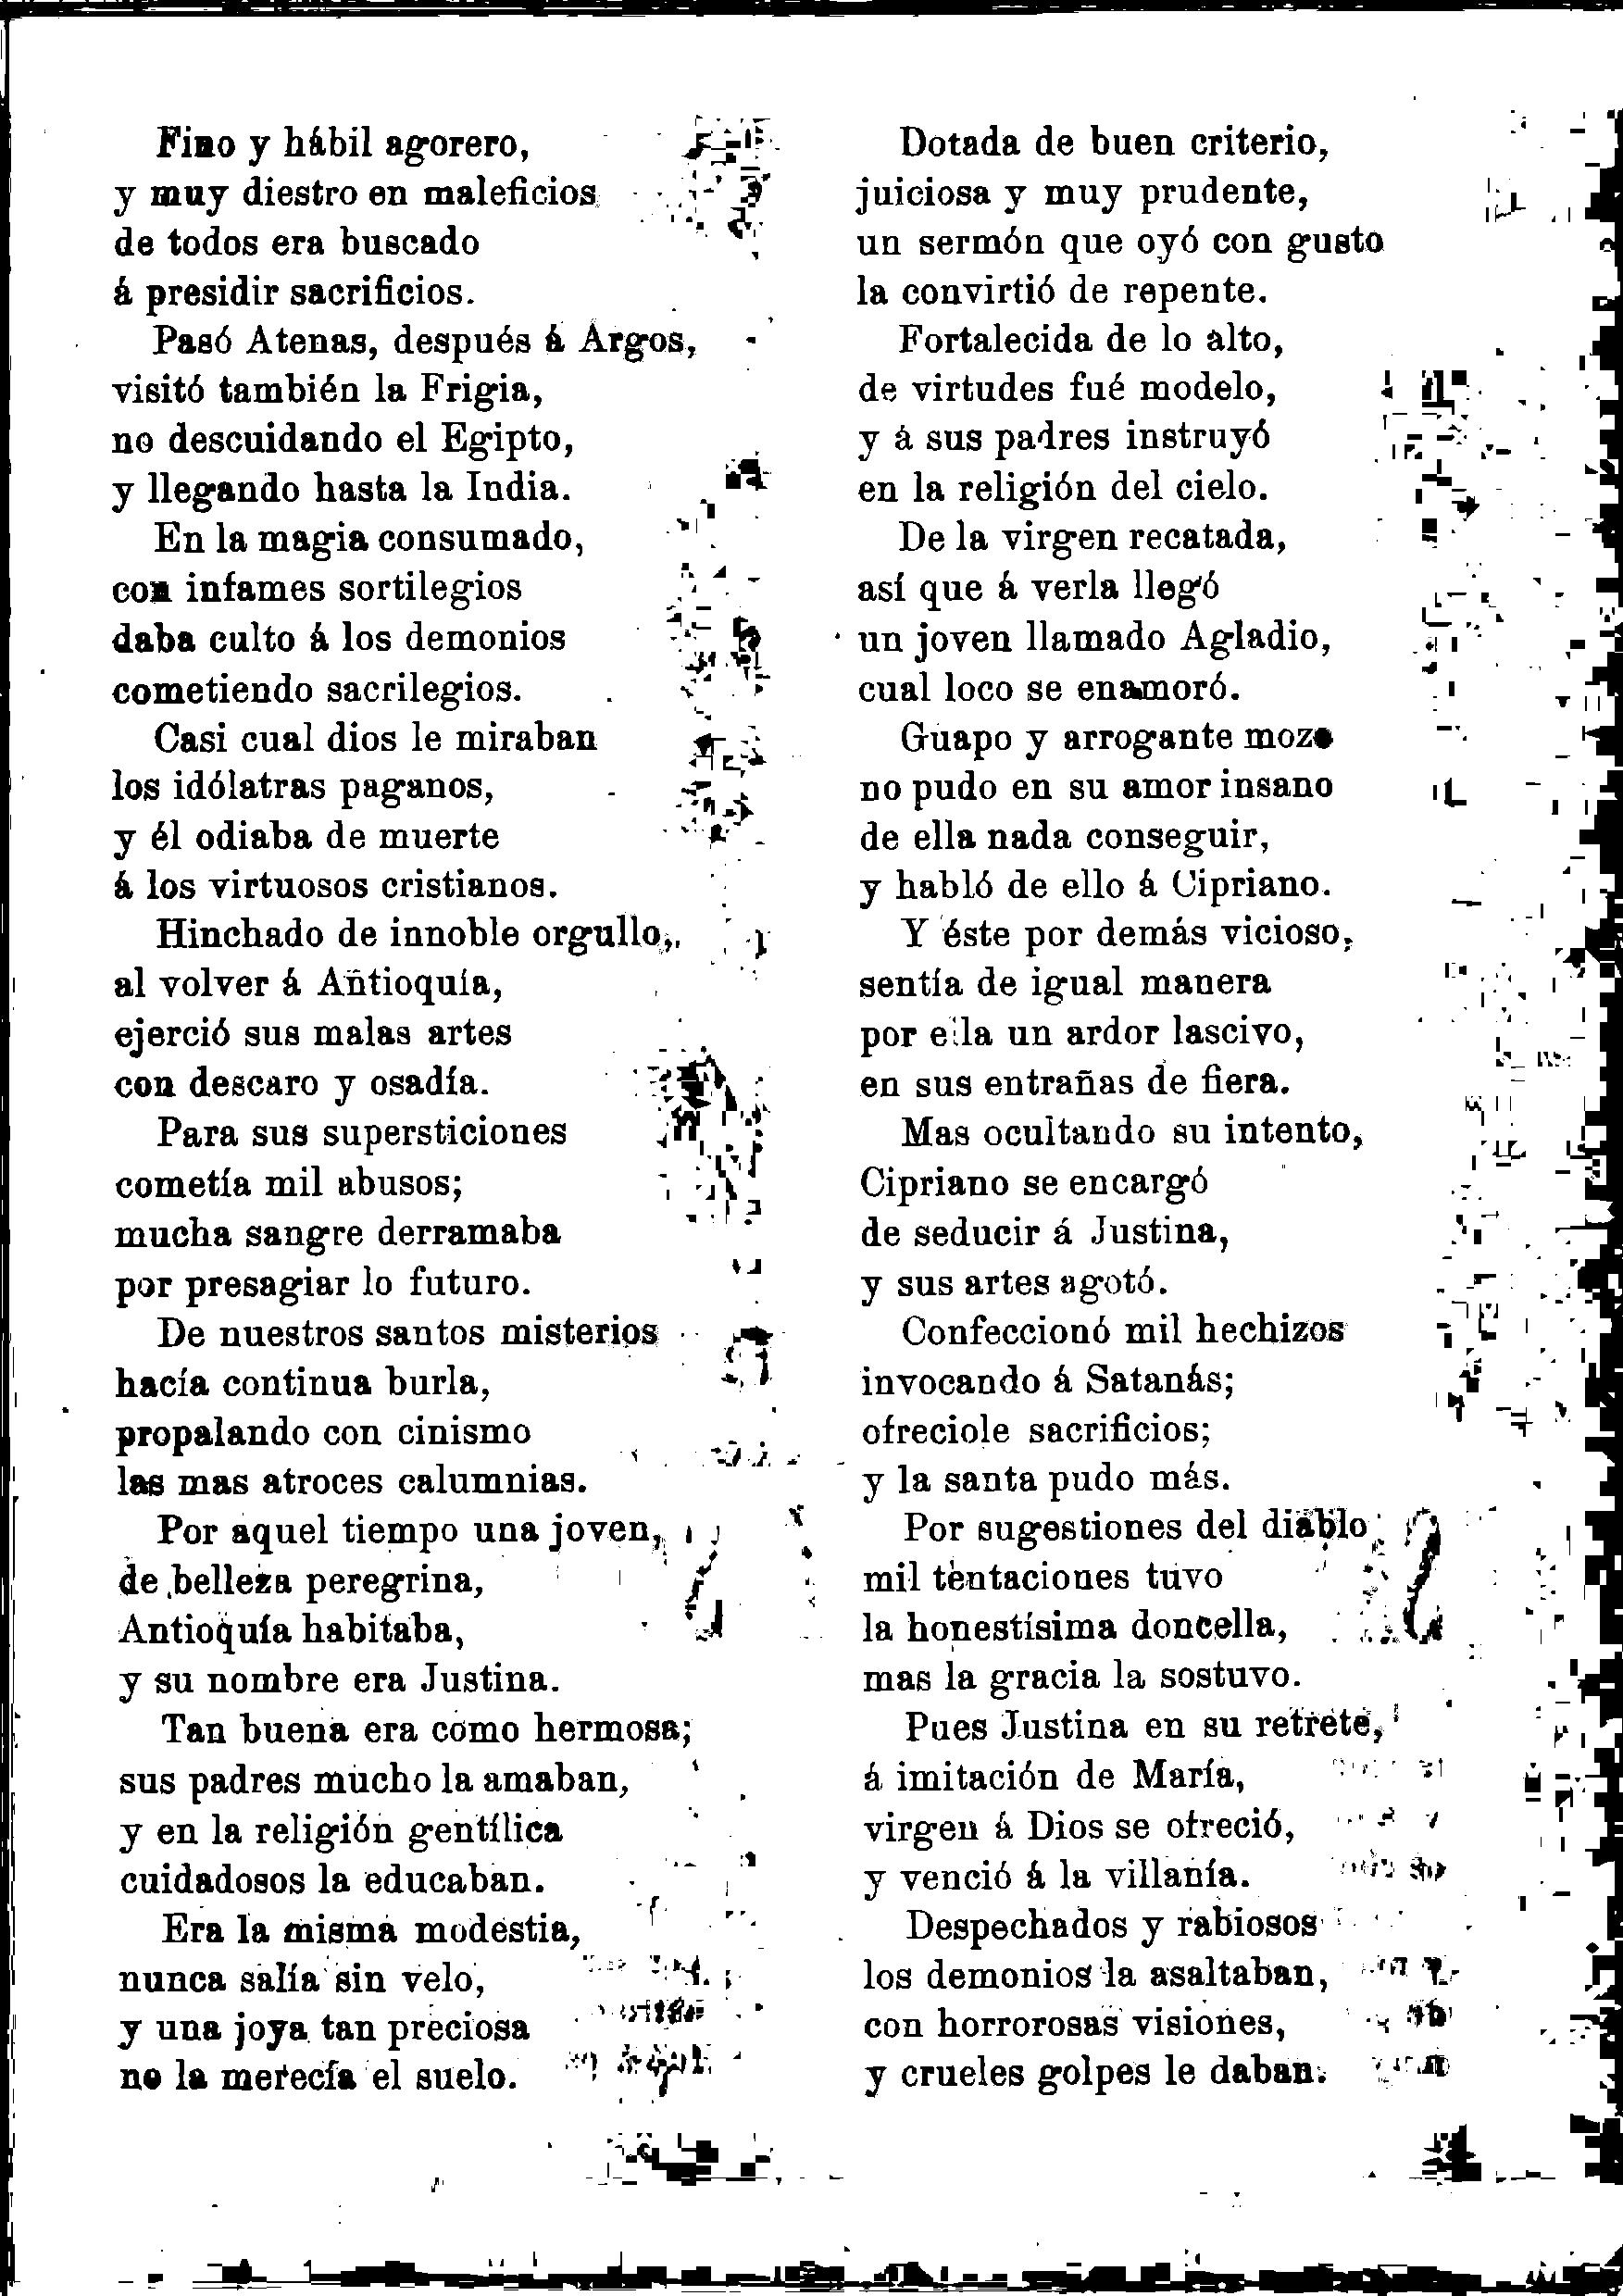 Fino y hábil agorero,
y muy diestro en maleficios
de todos era buscado
á presidir sacrificios.
Pasó Atenas, después á Argos,
visitó también la Frigia,
no descuidando el Egipto,
y llegando hasta la India.
En la magia consumado,
con infames sortilegios
daba culto á los demonios
cometiendo sacrilegios.
Casi cual dios le miraban
los idólatras paganos,
y él odiaba de muerte
á los virtuosos cristianos.
Hinchado de innoble orgullo,
al volver á Antioquía,
ejerció sus malas artes
con descaro y osadía.
Para sus supersticiones
cometía mil abusos;
mucha sangre derramaba
por presagiar lo futuro.
De nuestros santos misterios
hacía continua burla,
propalando con cinismo
las mas atroces calumnias.
Por aquel tiempo una joven,
de belleza peregrina,
Antioquía habitaba,
y su nombre era Justina.
Tan buena era como hermosa;
sus padres mucho la amaban,
y en la religión gentílica
cuidadosos la educaban.
Era la misma modestia,
nunca salía sin velo,
y una joya tan preciosa
no la merecía el suelo.
Dotada de buen criterio,
juiciosa y muy prudente,
un sermón que oyó con gusto
la convirtió de repente.
Fortalecida de lo alto,
de virtudes fué modelo,
y á sus padres instruyó
en la religión del cielo.
De la virgen recatada,
así que á verla llegó
un joven llamado Agladio,
cual loco se enamoró.
Guapo y arrogante mozo
no pudo en su amor insano
de ella nada conseguir,
y habló de ello á Cipriano.
Y éste por demás vicioso,
sentía de igual manera
por ella un ardor lascivo,
en sus entrañas de fiera.
Mas ocultando su intento,
Cipriano se encargó
de seducir á Justina,
y sus artes agotó.
Confeccionó mil hechizos
invocando á Satanás;
ofreciole sacrificios;
y la santa pudo más.
Por sugestiones del diablo
mil tentaciones tuvo
la honestísima doncella,
mas la gracia la sostuvo.
Pues Justina en su retrete,
á imitación de María,
virgen á Dios se ofreció,
y venció á la villanía.
Despechados y rabiosos
los demonios la asaltaban,
con horrorosas visiones,
y crueles golpes le daban.